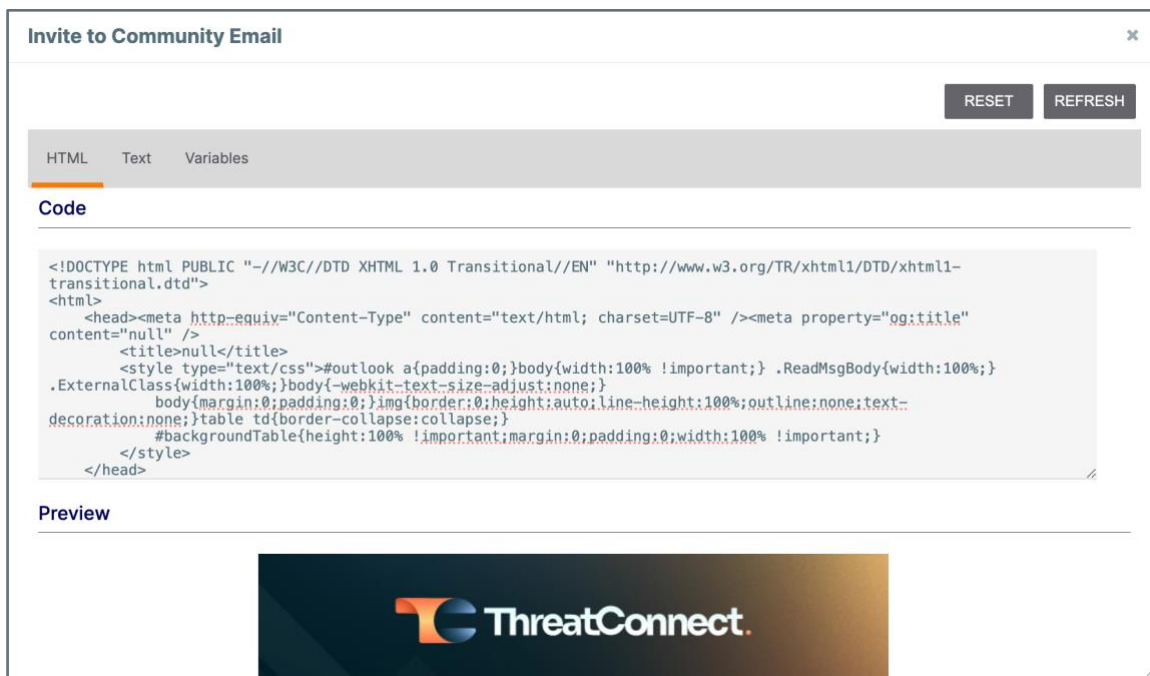 Invite to Community Email
×
RESET REFRESH
HTML Text Variables
Code
<!DOCTYPE html PUBLIC "-//W3C//DTD XHTML 1.0 Transitional//EN" "http://www.w3.org/TR/xhtml1/DTD/xhtml1-
transitional.dtd">
<html>
    <head><meta http-equiv="Content-Type" content="text/html; charset=UTF-8" /><meta property="og:title"
content="null" />
        <title>null</title>
        <style type="text/css">#outlook a{padding:0;}body{width:100% !important;} .ReadMsgBody{width:100%;}
.ExternalClass{width:100%;}body{-webkit-text-size-adjust:none;}
            body{margin:0;padding:0;}img{border:0;height:auto;line-height:100%;outline:none;text-
decoration:none;}table td{border-collapse:collapse;}
            #backgroundTable{height:100% !important;margin:0;padding:0;width:100% !important;}
        </style>
    </head>
Preview
TC ThreatConnect.